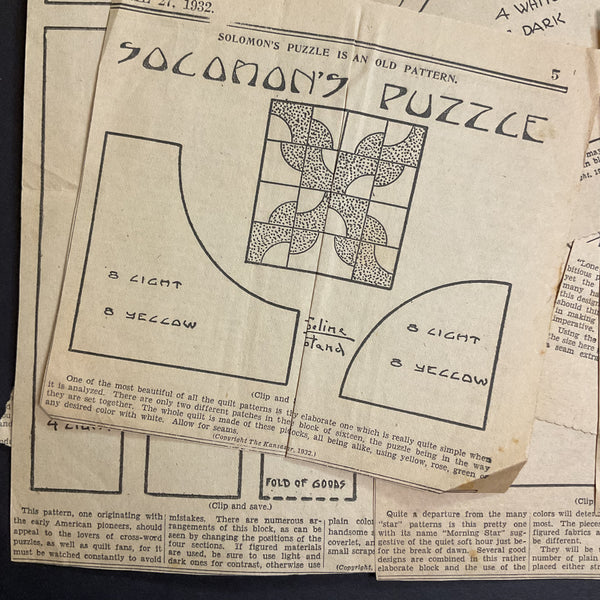 27, 1932.
4 WHIT
DARK
SOLOMON'S PUZZLE IS AN OLD PATTERN.
5
SOLOMON'S PUZZLE
8 LIGHT
8 YELLOW
8 LIGHT
8 YELLOW
(Clip and
One of the most beautiful of all the quilt patterns is elaborate one which is really quite simple when
it is analyzed. There are only two different patches in the block of sixteen, the puzzle being in the way
they are set together. The whole quilt is made of these all being alike, using yellow, rose, green or
any desired color with white. Allow for seams.
(Copyright The Kansas 1932.)
"Lone
bitious p
yet the
many ha
this desig
should thi
in making
imperative.
Using the
the size here
seam extra
4 LIGHT
FOLD OF GOODS
(Clip and save.)
(Clip
This pattern, one originating with
the early American pioneers, should
appeal to the lovers of cross-word
puzzles, as well as quilt fans, for it
must be watched constantly to avoid
mistakes. There are numerous ar-
rangements of this block, as can be
seen by changing the positions of the
four sections. If figured materials
are used, be sure to use light and
dark ones for contrast, otherwise use
plain color
handsome
coverlet, an
small scraps
(Copyright,
Quite a departure from the many
"star" patterns is this pretty one
with its name "Morning Star" sug-
gestive of the quiet soft hour just be-
for the break of dawn. Several good
designs are combined in this rather
elaborate block and the use of the
colors will deter
most. The pieces
figured fabrics
be different.
They will be
number of plain
placed either str